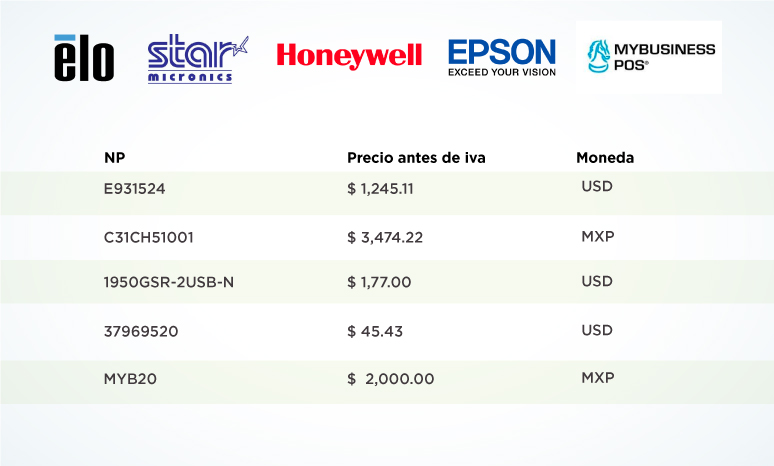 ēlo
star
MICRONICS
Honeywell
EPSON
EXCEED YOUR VISION
MYBUSINESS
POS®
NP Precio antes de iva Moneda
E931524 $ 1,245.11 USD
C31CH51001 $ 3,474.22 MXP
1950GSR-2USB-N $ 1,77.00 USD
37969520 $ 45.43 USD
MYB20 $ 2,000.00 MXP